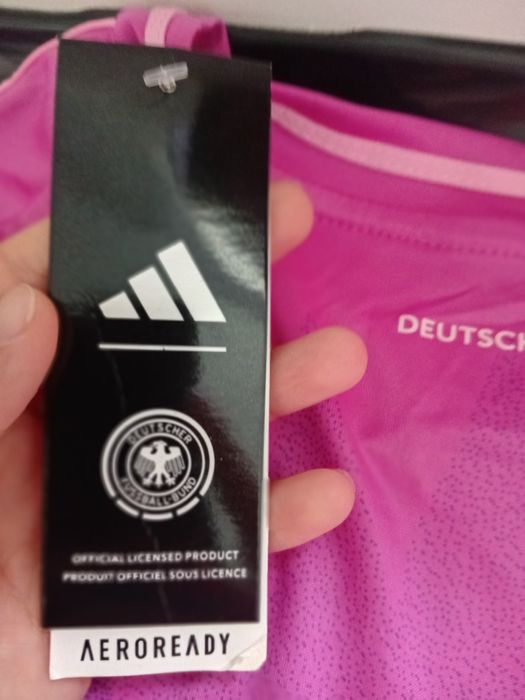 DEUTSCH
DEUTSCHER
FUSSBALL-BUND
OFFICIAL LICENSED PRODUCT
PRODUIT OFFICIEL SOUS LICENCE
AEROREADY